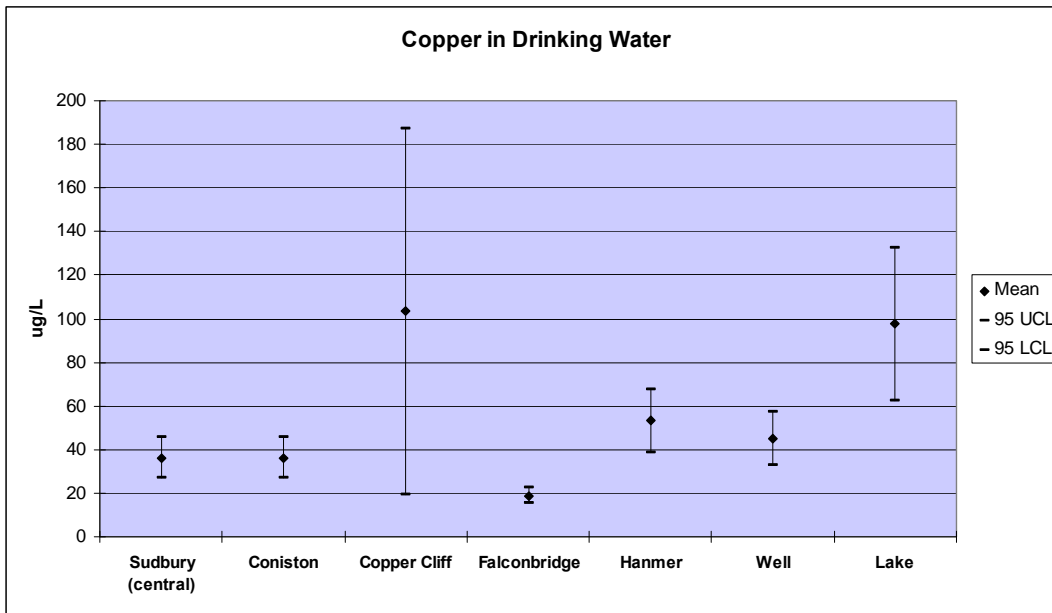 Copper in Drinking Water
200
180
160
140
120
100
80
60
40
20
0
ug/L
Sudbury
(central)
Coniston
Copper Cliff
Falconbridge
Hanmer
Well
Lake
Mean
95 UCL
95 LCL